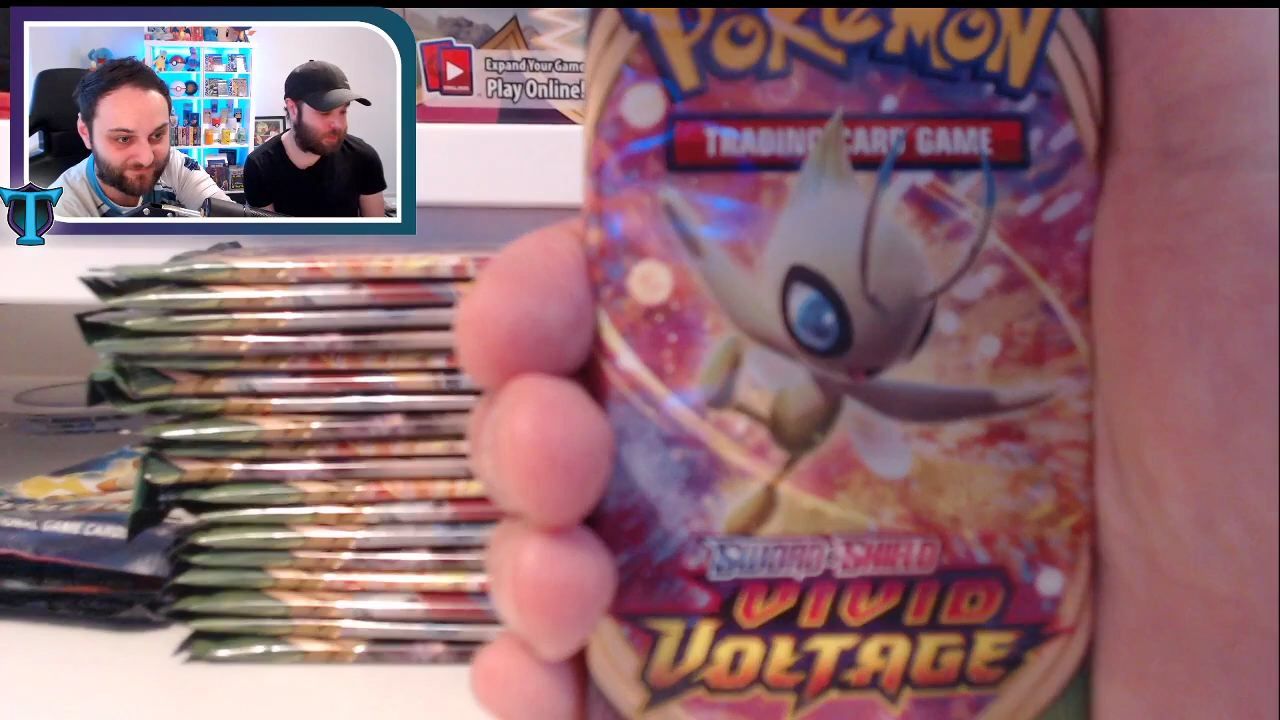 Expand Your Game
Play Online!
POKÉMON
TRADING CARD GAME
SWORD & SHIELD
VIVID
VOLTAGE
T